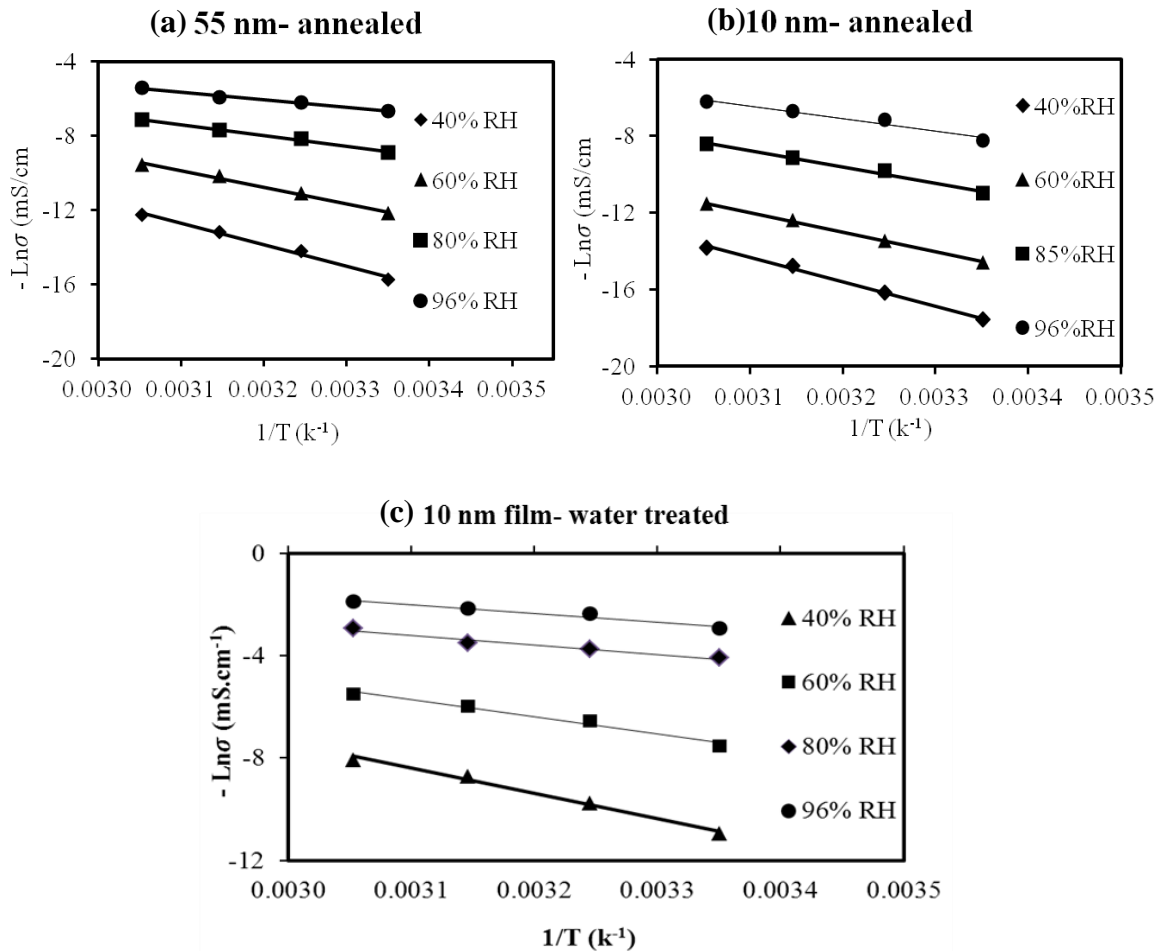 (a) 55 nm- annealed
-4
-8
-12
-16
-20
- Lnσ (mS/cm
0.0030 0.0031 0.0032 0.0033 0.0034 0.0035
1/T (k⁻¹)
40% RH
60% RH
80% RH
96% RH
(b)10 nm- annealed
-4
-8
-12
-16
-20
- Lnσ (mS/cm
0.0030 0.0031 0.0032 0.0033 0.0034 0.0035
1/T (k⁻¹)
40% RH
60%RH
85%RH
96%RH
(c) 10 nm film- water treated
0
-4
-8
-12
- Lnσ (mS.cm⁻¹)
0.0030 0.0031 0.0032 0.0033 0.0034 0.0035
1/T (k⁻¹)
40% RH
60% RH
80% RH
96% RH